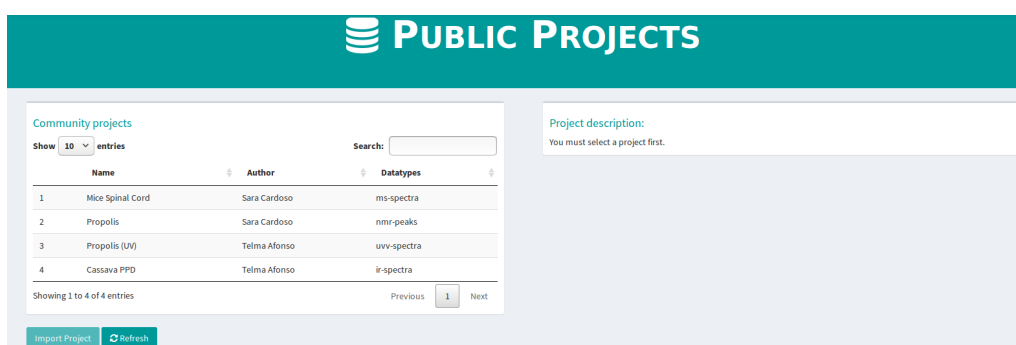 PUBLIC PROJECTS
Community projects
Show 10 entries
Search:
Name Author Datatypes
1 Mice Spinal Cord Sara Cardoso ms-spectra
2 Propolis Sara Cardoso nmr-peaks
3 Propolis (UV) Telma Afonso uvv-spectra
4 Cassava PPD Telma Afonso ir-spectra
Showing 1 to 4 of 4 entries
Previous 1 Next
Import Project Refresh
Project description:
You must select a project first.